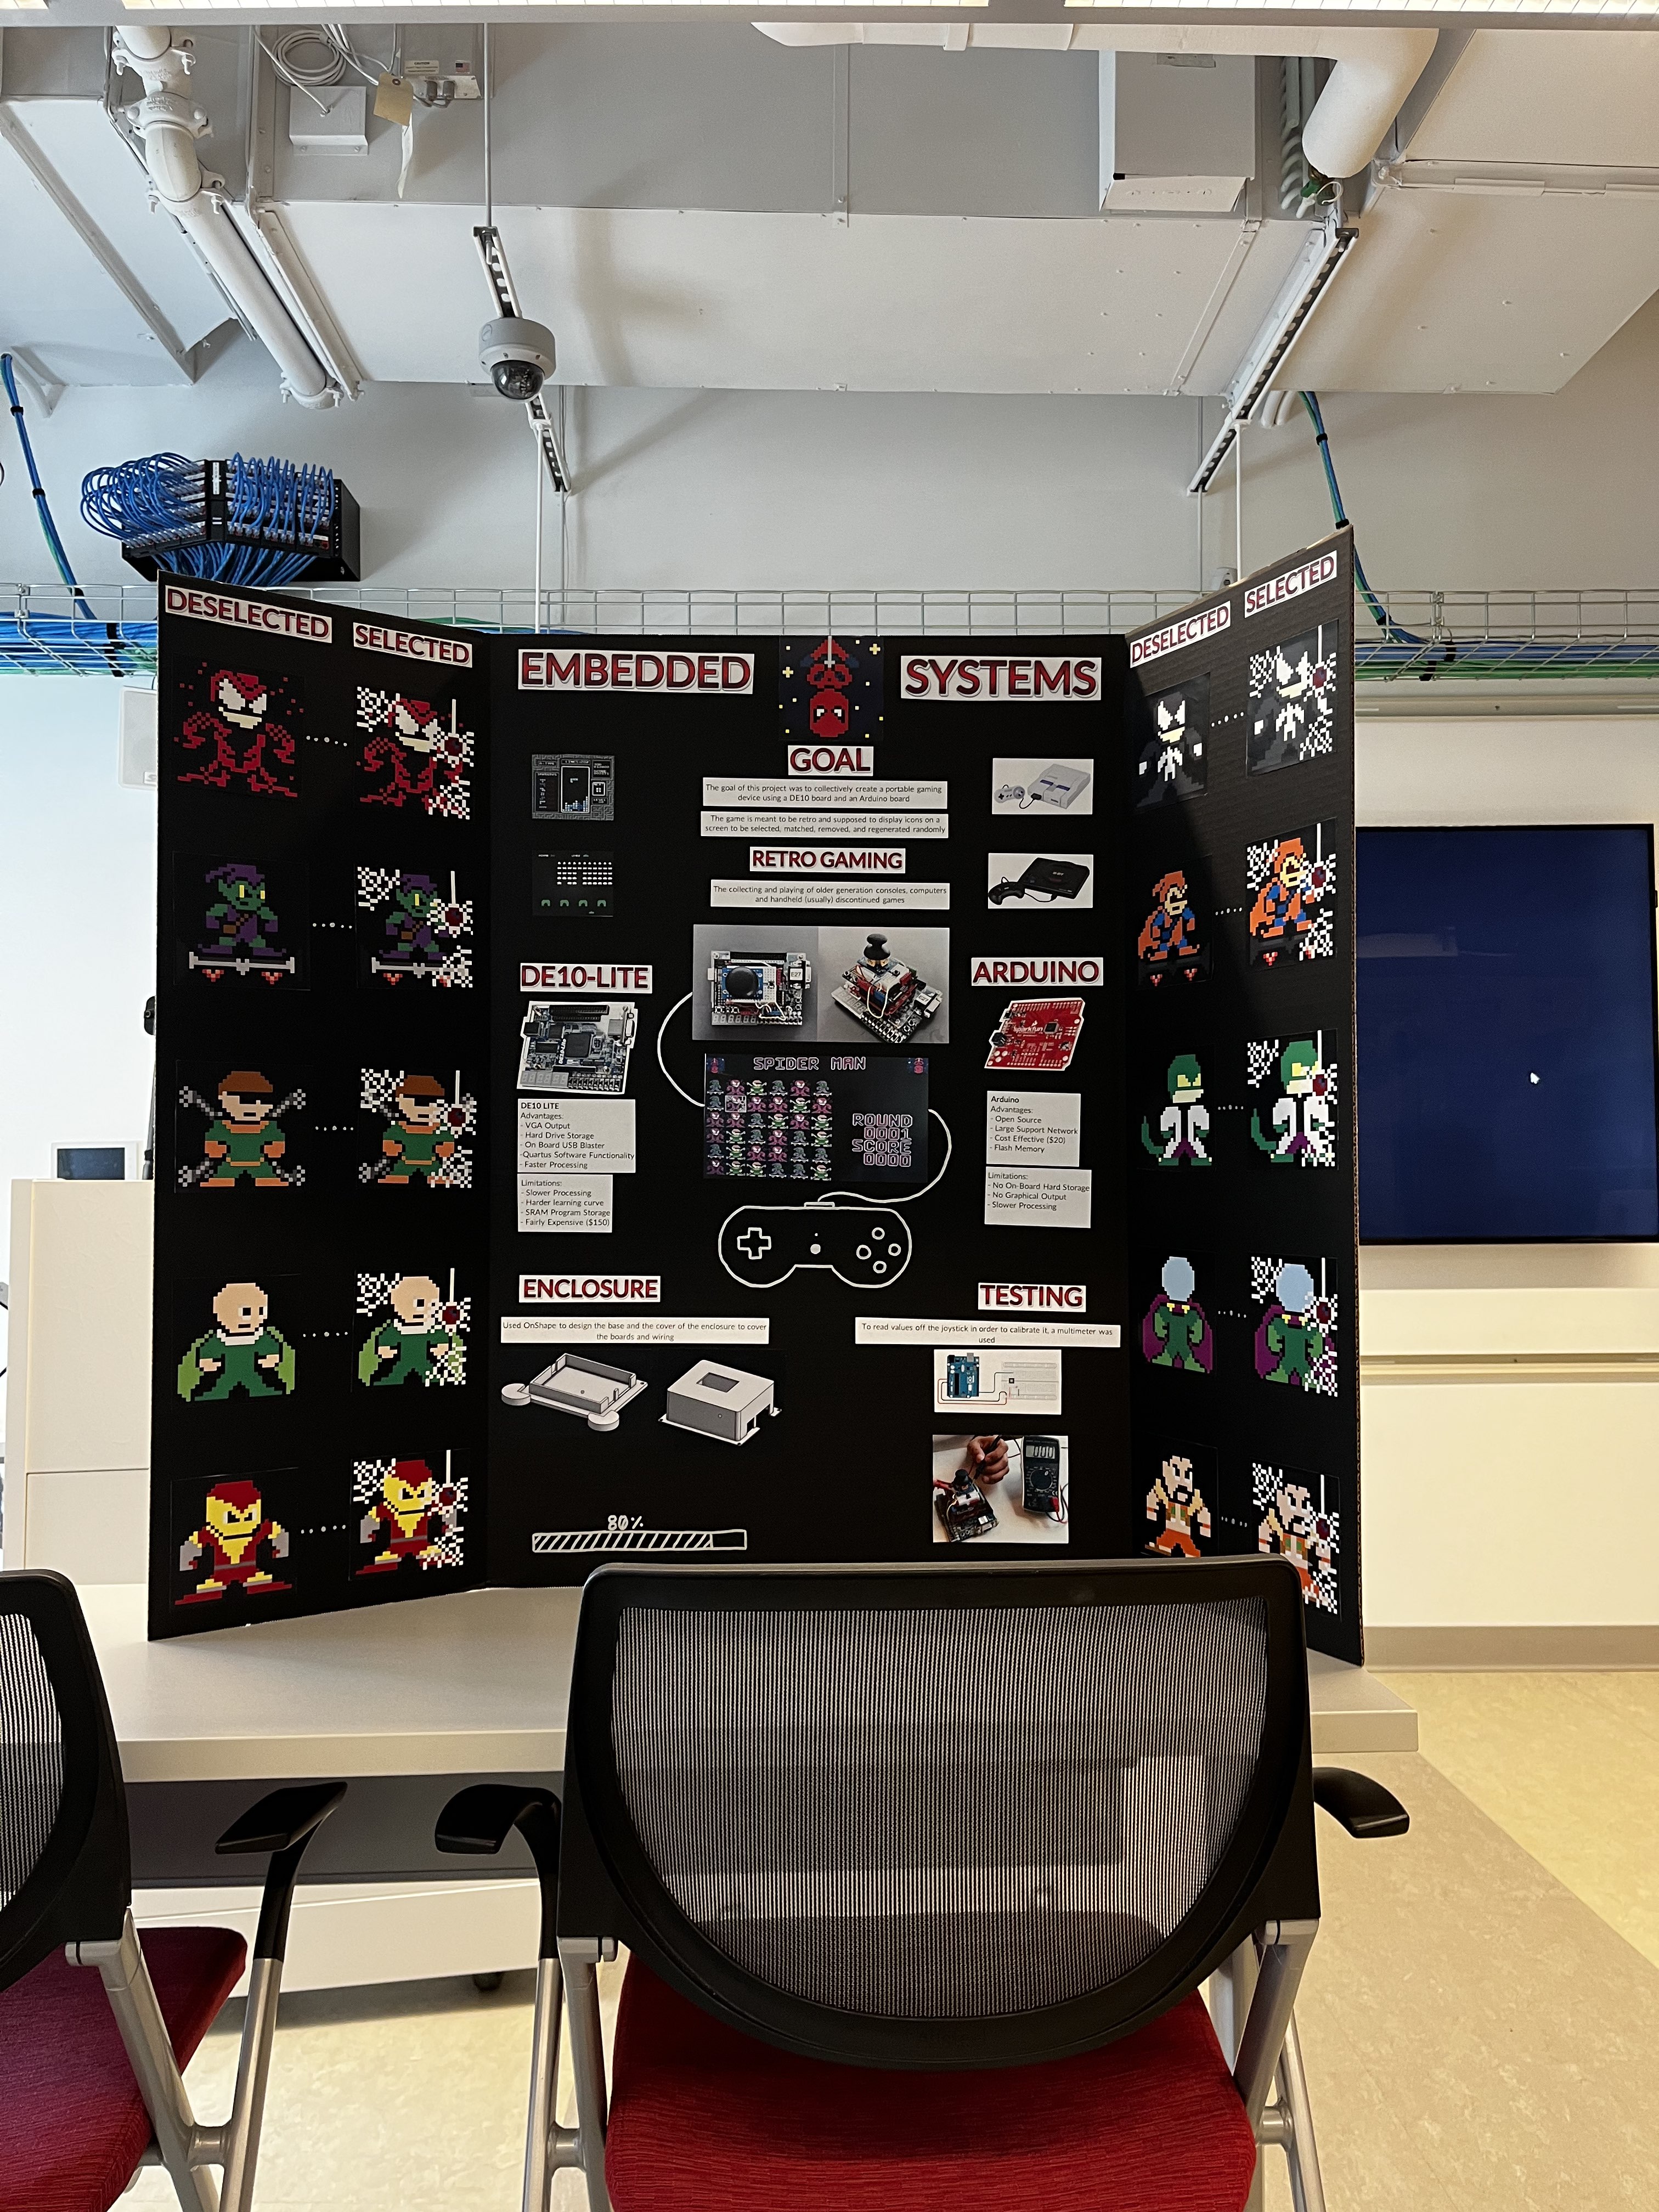 DESELECTED
SELECTED
EMBEDDED
SYSTEMS
DESELECTED
SELECTED
GOAL
The goal of this project was to collectively create a portable gaming
device using a DE10 board and an Arduino board
The game is meant to be retro and supposed to display icons on a
screen to be selected, matched, removed, and regenerated randomly
RETRO GAMING
The collecting and playing of older generation consoles, computers
and handheld (usually) discontinued games
DE10-LITE
ARDUINO
sparkfun
SPIDER MAN
ROUND
0001
SCORE
0000
DE10 LITE
Advantages:
- VGA Output
- Hard Drive Storage
- On Board USB Blaster
-Quartus Software Functionality
- Faster Processing
Limitations:
- Slower Processing
- Harder learning curve
- SRAM Program Storage
- Fairly Expensive ($150)
Arduino
Advantages:
- Open Source
- Large Support Network
- Cost Effective ($20)
- Flash Memory
Limitations:
- No On-Board Hard Storage
- No Graphical Output
- Slower Processing
ENCLOSURE
Used OnShape to design the base and the cover of the enclosure to cover
the boards and wiring
TESTING
To read values off the joystick in order to calibrate it, a multimeter was
used
80%